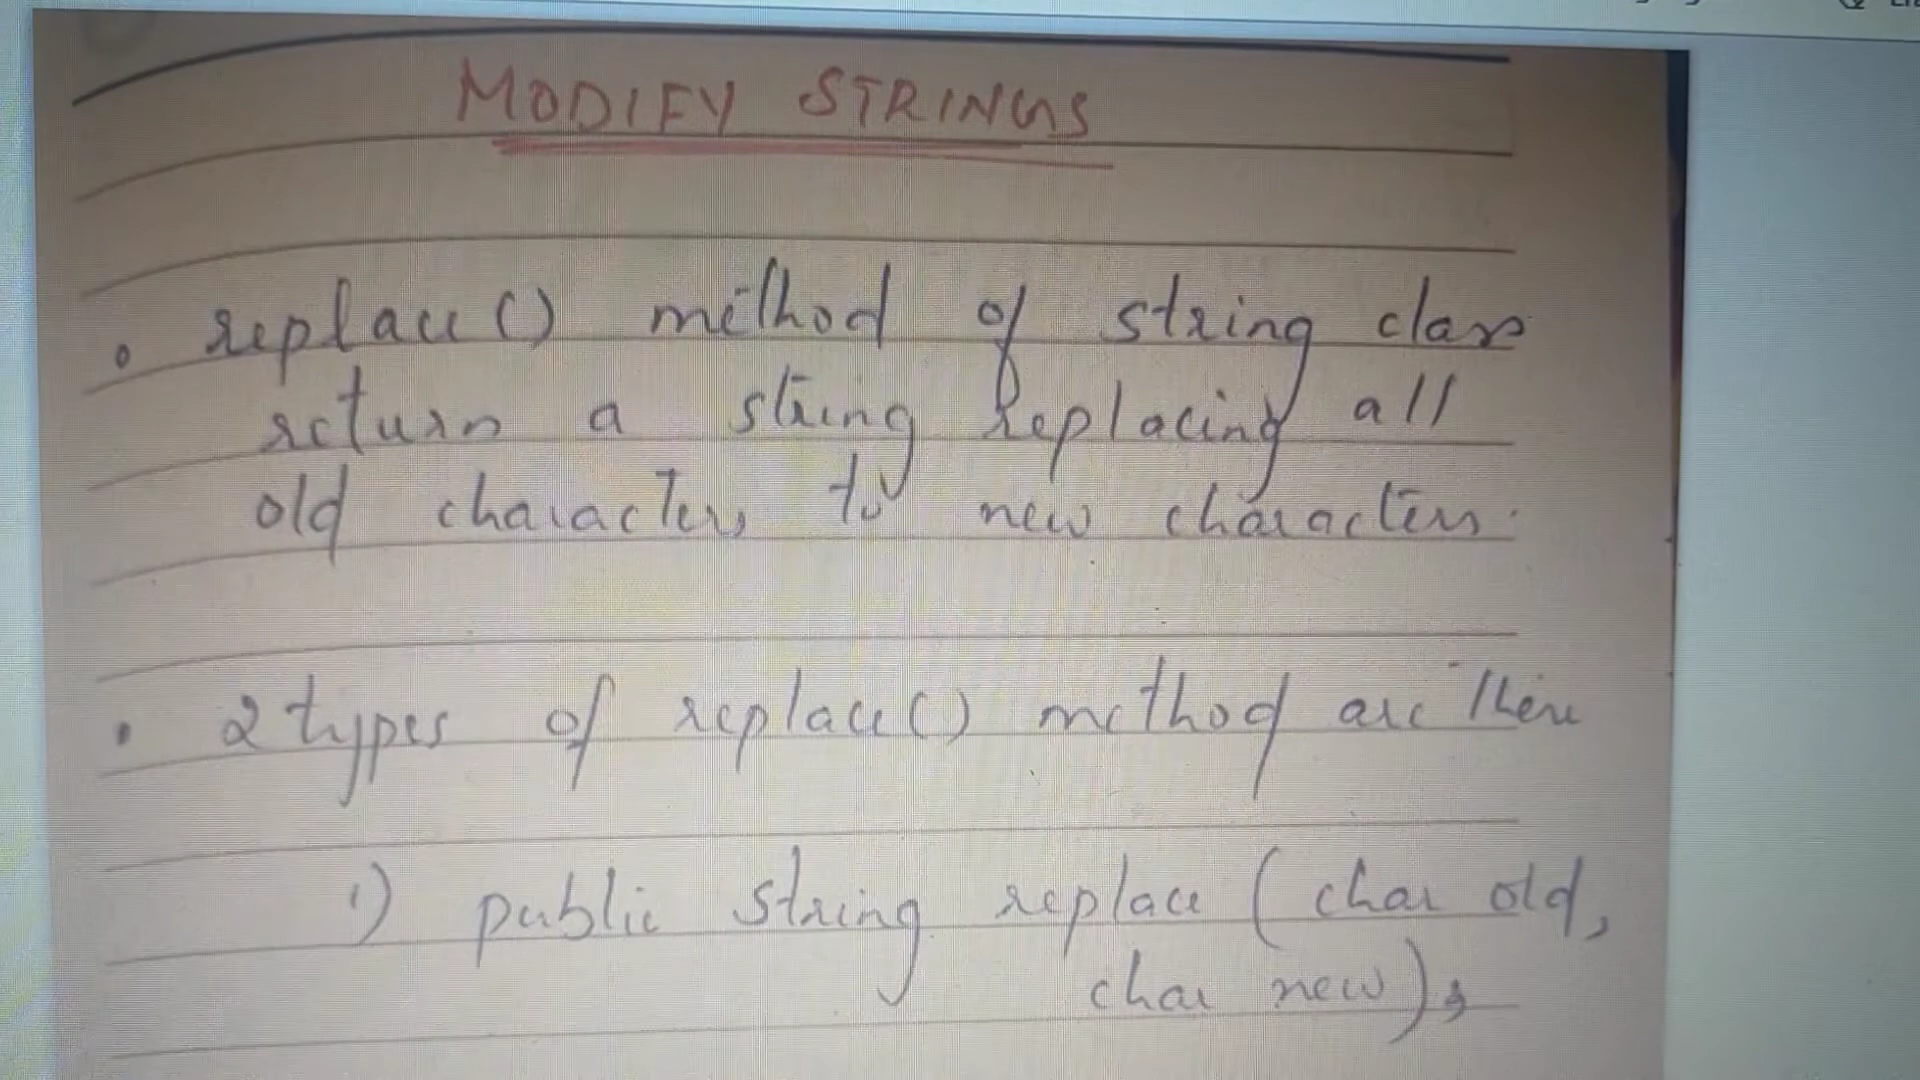 MODIFY STRINGS
• replace() method of string class
return a string Replacing all
old characters to new characters.
• 2 types of replace() method are there
1) public string replace (char old,
char new);